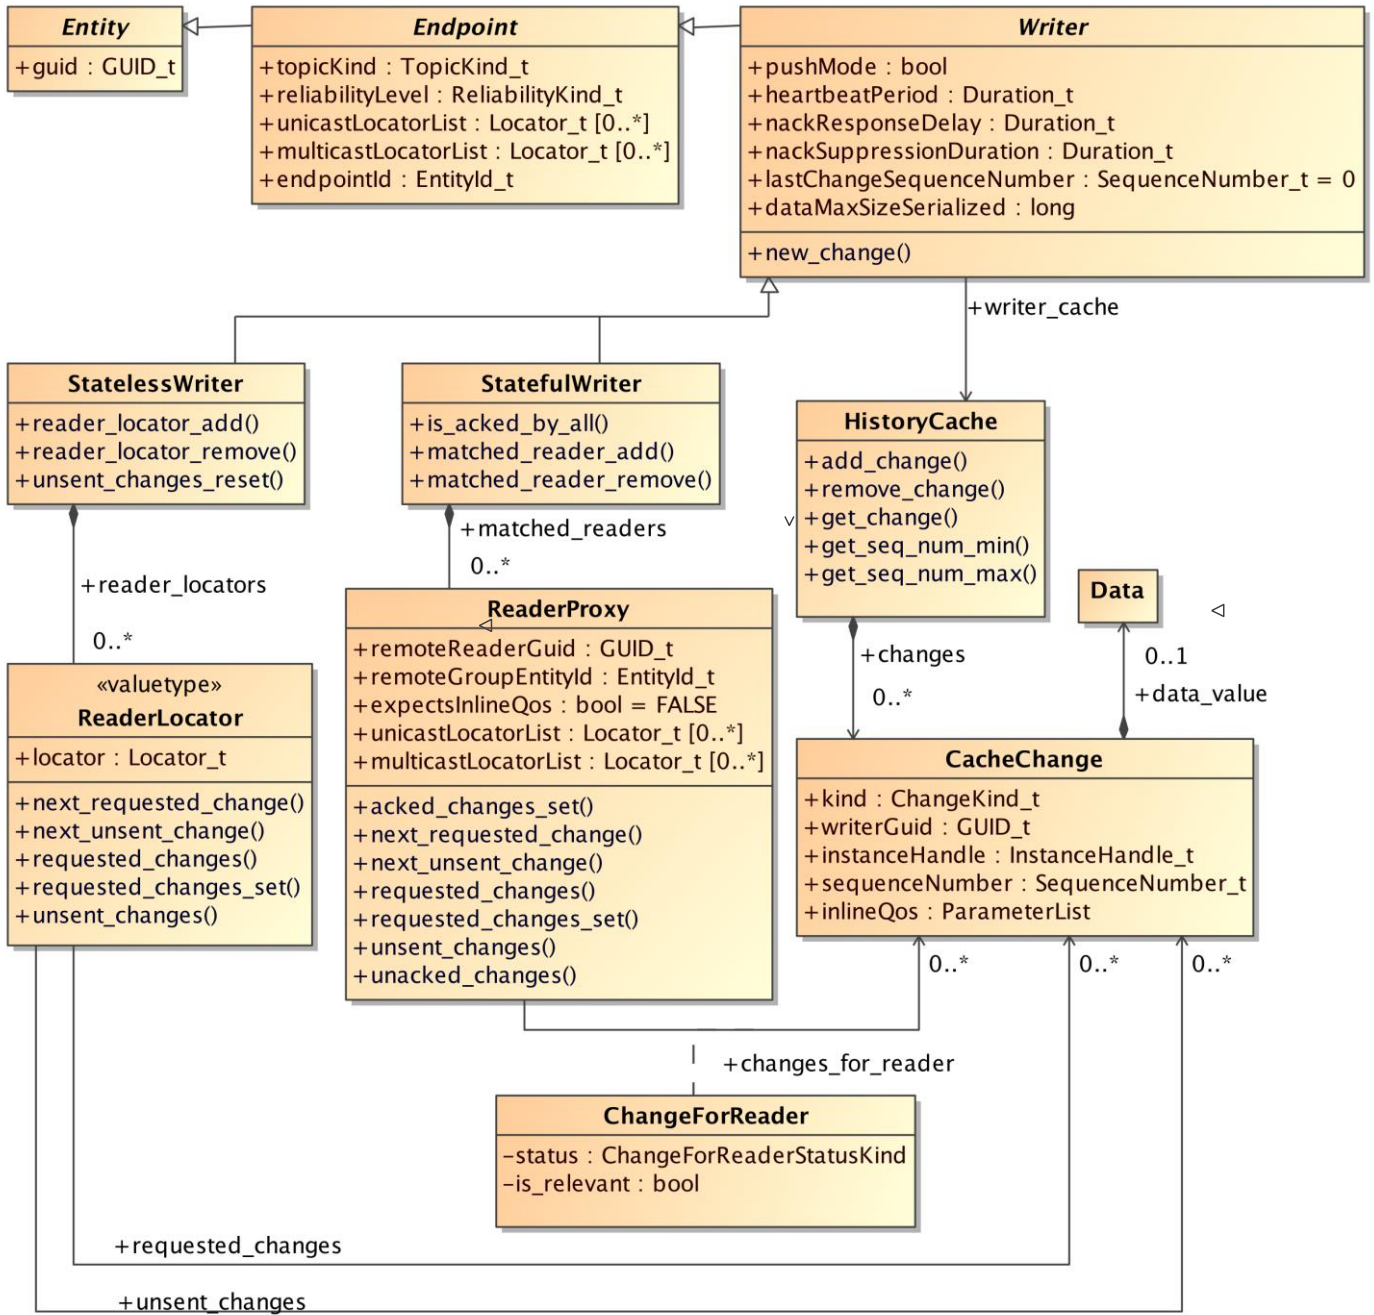 Entity
+guid : GUID_t
Endpoint
+topicKind : TopicKind_t
+reliabilityLevel : ReliabilityKind_t
+unicastLocatorList : Locator_t [0..*]
+multicastLocatorList : Locator_t [0..*]
+endpointId : EntityId_t
Writer
+pushMode : bool
+heartbeatPeriod : Duration_t
+nackResponseDelay : Duration_t
+nackSuppressionDuration : Duration_t
+lastChangeSequenceNumber : SequenceNumber_t = 0
+dataMaxSizeSerialized : long
+new_change()
+writer_cache
StatelessWriter
+reader_locator_add()
+reader_locator_remove()
+unsent_changes_reset()
StatefulWriter
+is_acked_by_all()
+matched_reader_add()
+matched_reader_remove()
HistoryCache
+add_change()
+remove_change()
+get_change()
+get_seq_num_min()
+get_seq_num_max()
+reader_locators
0..*
+matched_readers
0..*
+changes
0..*
Data
0..1
+data_value
«valuetype»
ReaderLocator
+locator : Locator_t
+next_requested_change()
+next_unsent_change()
+requested_changes()
+requested_changes_set()
+unsent_changes()
ReaderProxy
+remoteReaderGuid : GUID_t
+remoteGroupEntityId : EntityId_t
+expectsInlineQos : bool = FALSE
+unicastLocatorList : Locator_t [0..*]
+multicastLocatorList : Locator_t [0..*]
+acked_changes_set()
+next_requested_change()
+next_unsent_change()
+requested_changes()
+requested_changes_set()
+unsent_changes()
+unacked_changes()
CacheChange
+kind : ChangeKind_t
+writerGuid : GUID_t
+instanceHandle : InstanceHandle_t
+sequenceNumber : SequenceNumber_t
+inlineQos : ParameterList
0..*
0..*
0..*
+changes_for_reader
ChangeForReader
-status : ChangeForReaderStatusKind
-is_relevant : bool
+requested_changes
+unsent_changes